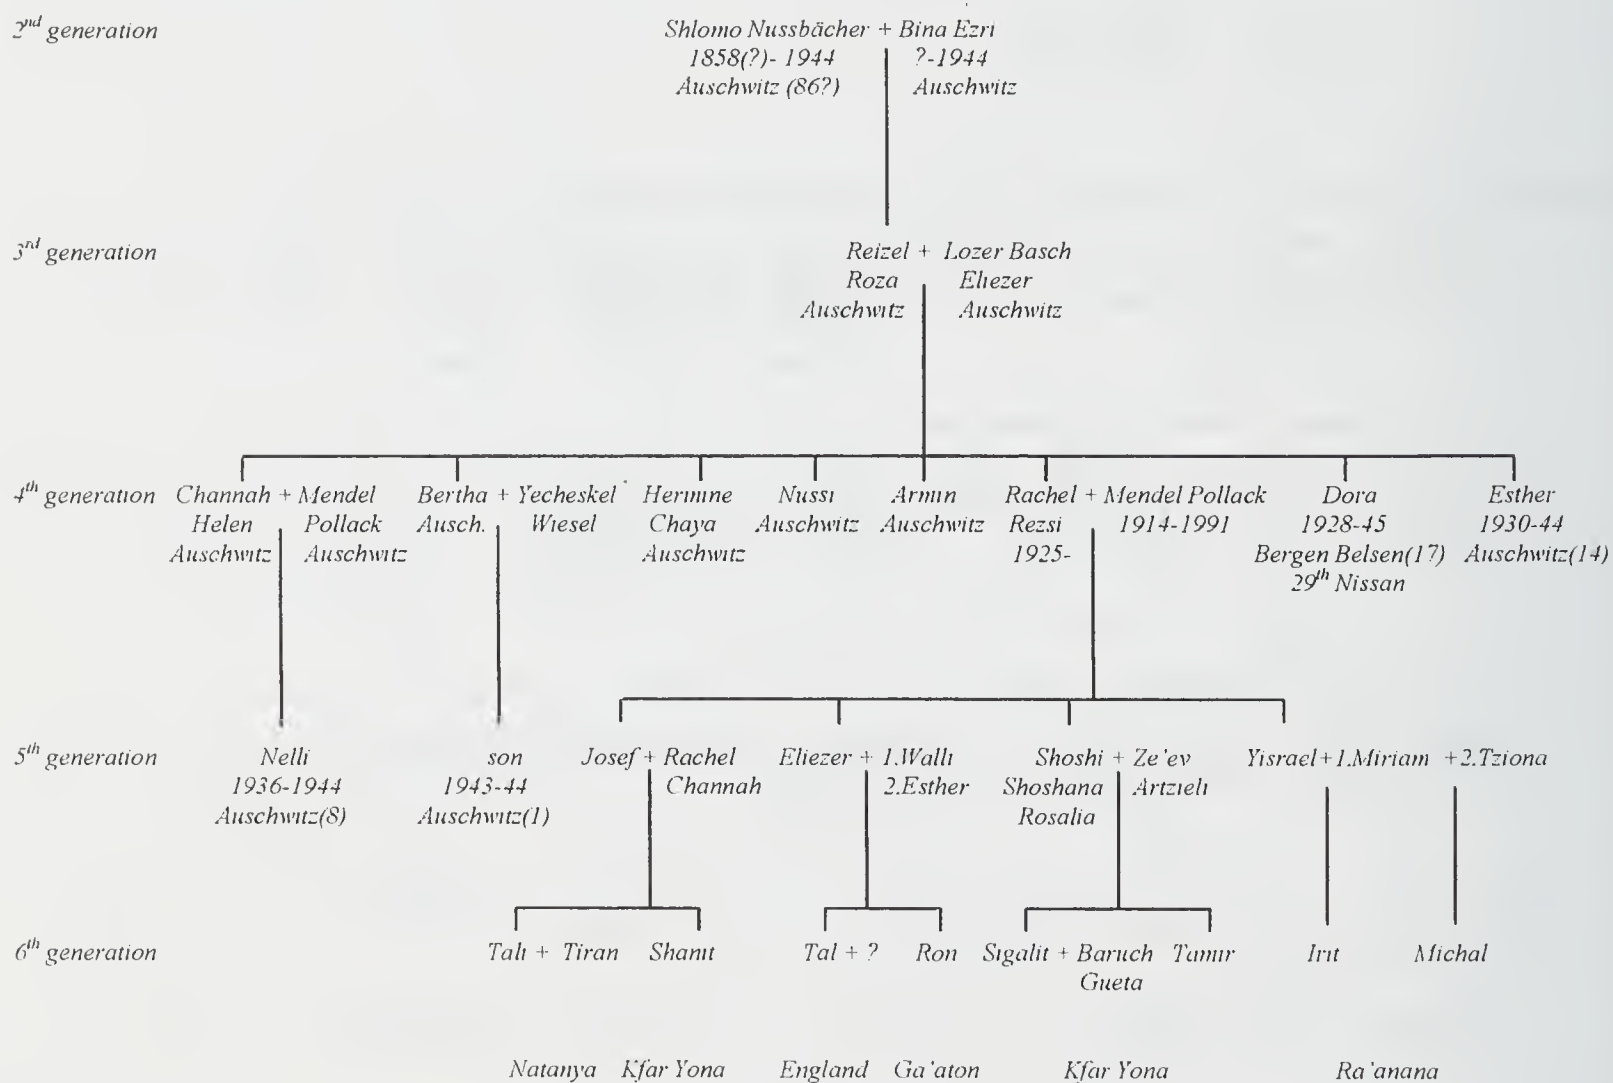 2nd generation Shlomo Nussbächer + Bina Ezri
1858(?)- 1944 ?-1944
Auschwitz (86?) Auschwitz
3nd generation Reizel + Lozer Basch
Roza Eliezer
Auschwitz Auschwitz
4th generation Channah + Mendel Bertha + Yecheskel Hermine Nussi Armin Rachel + Mendel Pollack Dora Esther
Helen Pollack Ausch. Wiesel Chaya Auschwitz Auschwitz Rezsi 1914-1991 1928-45 1930-44
Auschwitz Auschwitz Auschwitz 1925- Bergen Belsen(17) Auschwitz(14)
29th Nissan
5th generation Nelli son Josef + Rachel Eliezer + 1.Walli Shoshi + Ze'ev Yisrael+1.Miriam +2.Tziona
1936-1944 1943-44 Channah 2.Esther Shoshana Artzieli
Auschwitz(8) Auschwitz(1) Rosalia
6th generation Tali + Tiran Shanit Tal + ? Ron Sigalit + Baruch Tamir Irit Michal
Gueta
Natanya Kfar Yona England Ga'aton Kfar Yona Ra'anana